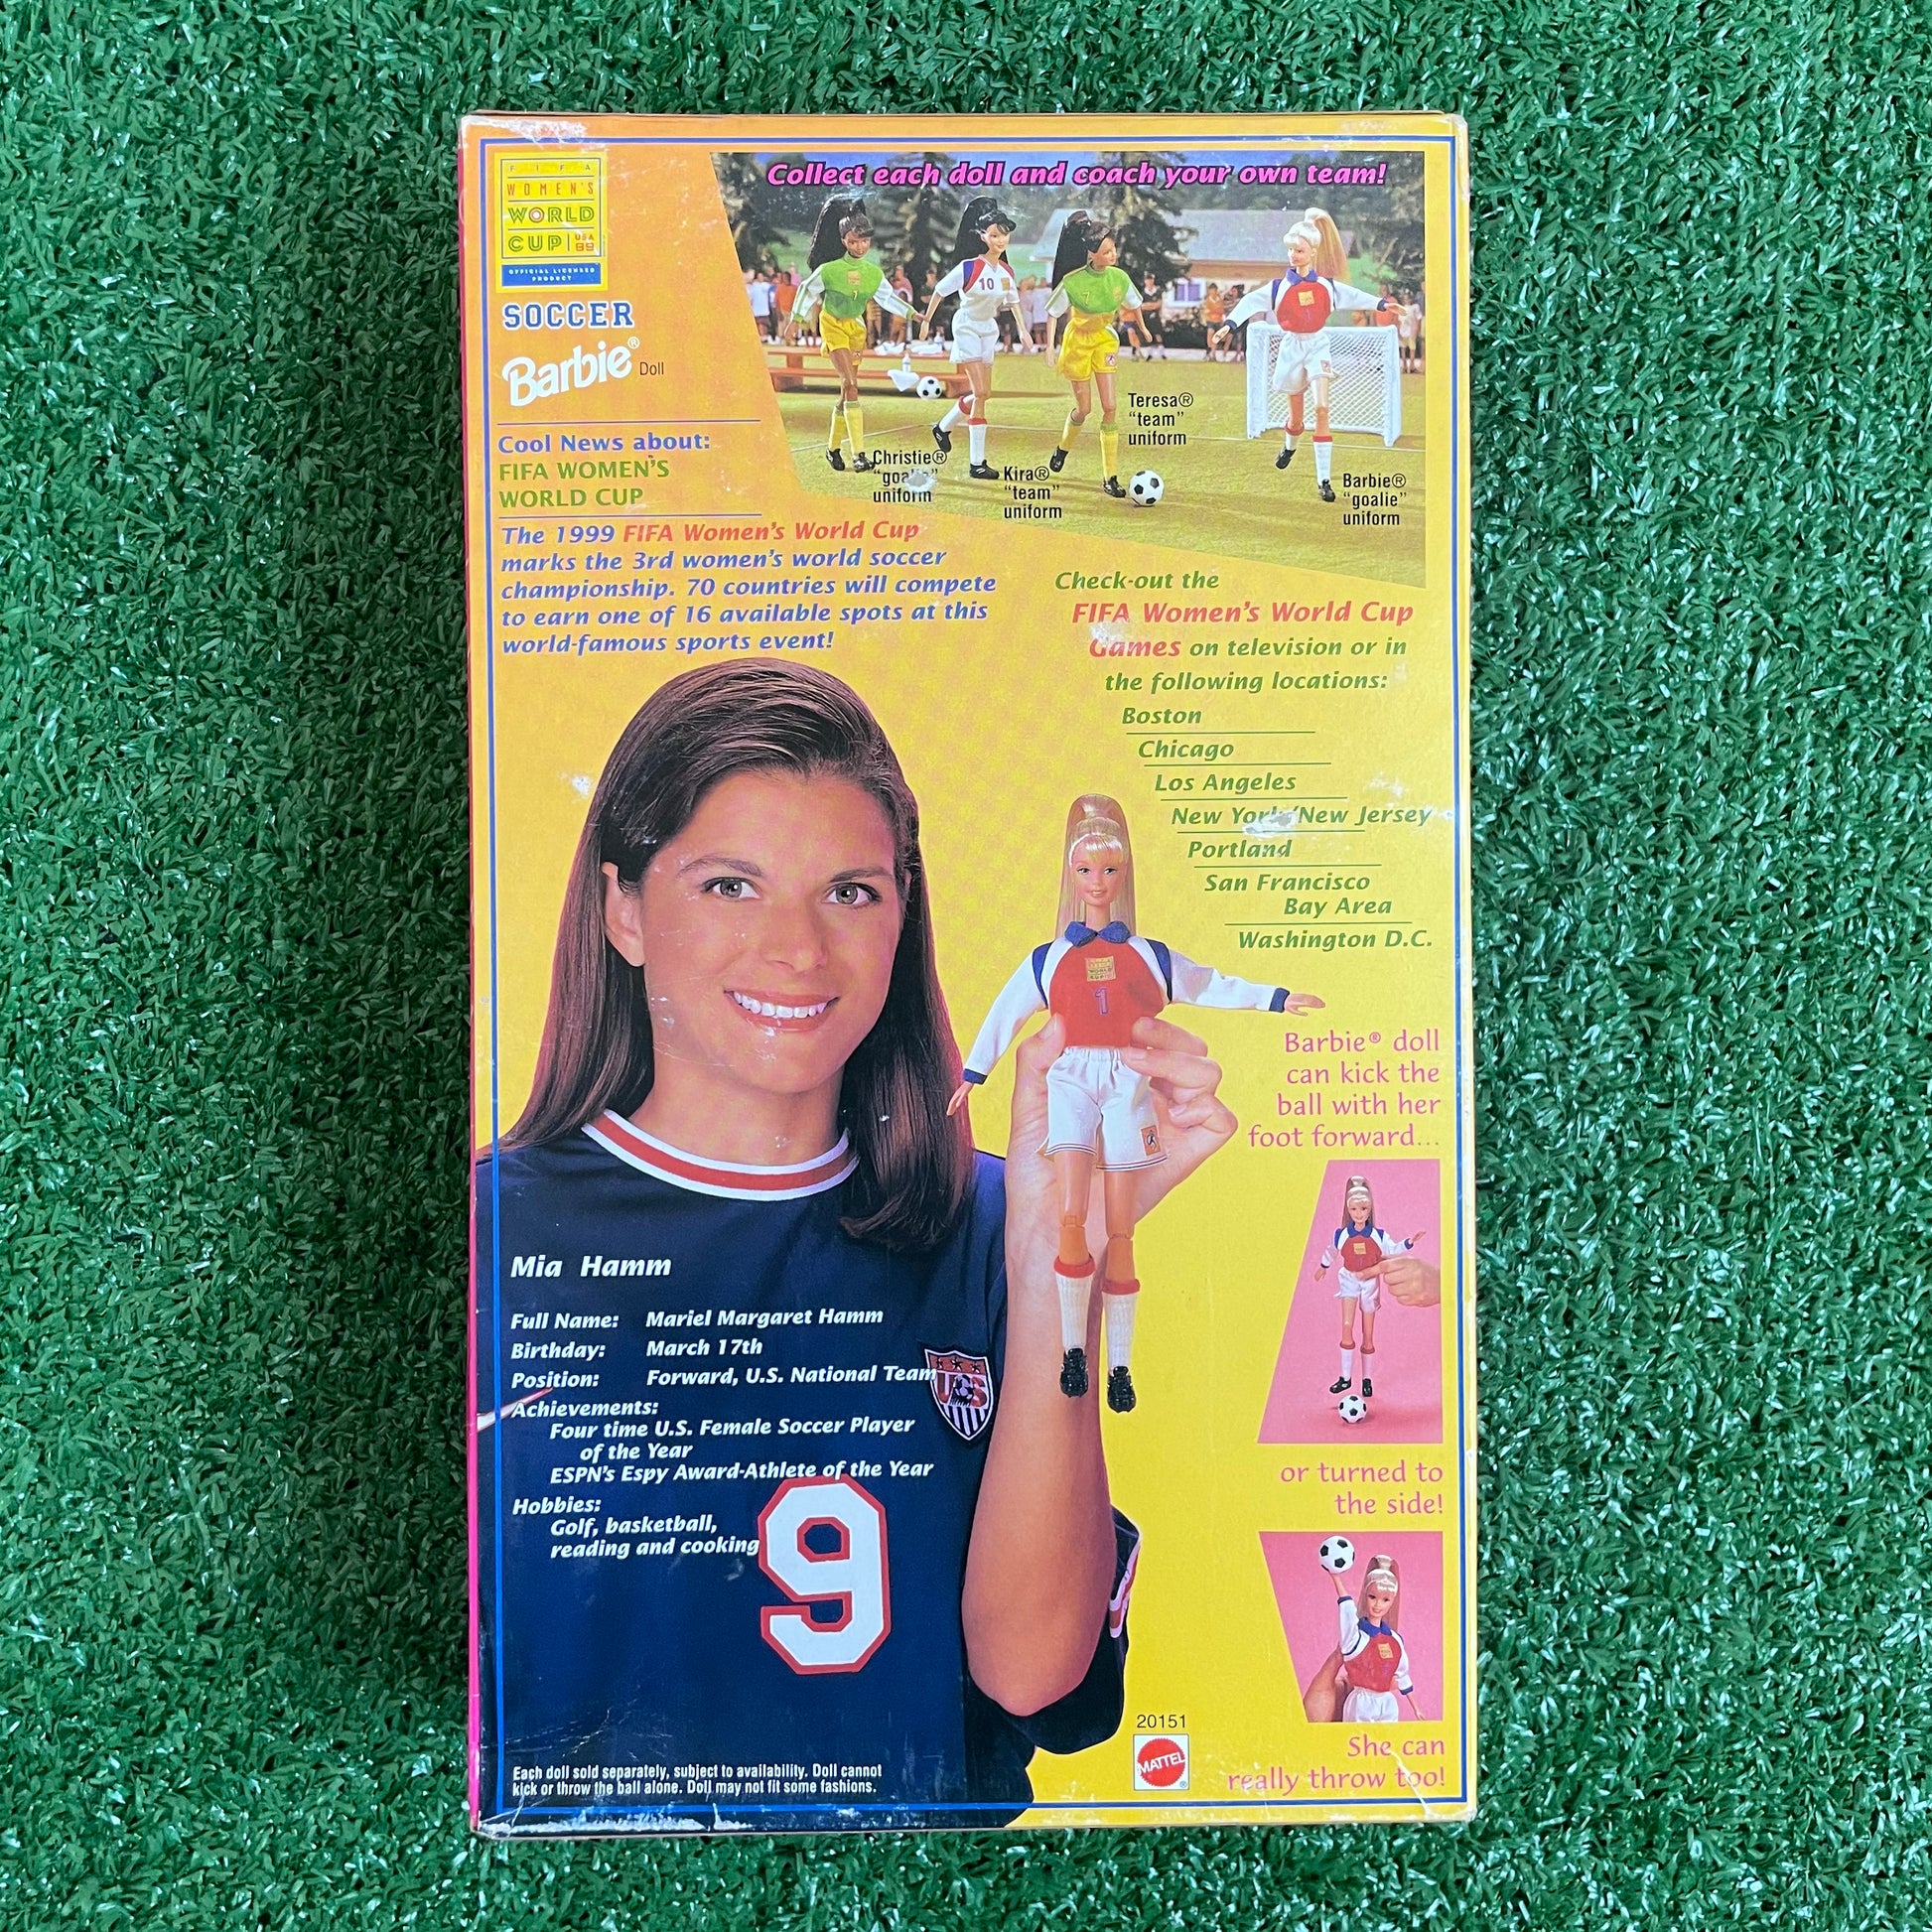 FIFA
WOMEN'S
WORLD
CUP USA 99
OFFICIAL LICENSED
PRODUCT
SOCCER
Barbie® Doll
Collect each doll and coach your own team!
10
7
Christie®
uniform
Kira®
"team"
uniform
Teresa®
"team"
uniform
Barbie®
"goalie"
uniform
Cool News about:
FIFA WOMEN'S
WORLD CUP
The 1999 FIFA Women's World Cup
marks the 3rd women's world soccer
championship. 70 countries will compete
to earn one of 16 available spots at this
world-famous sports event!
Check-out the
FIFA Women's World Cup
Games on television or in
the following locations:
Boston
Chicago
Los Angeles
New York/New Jersey
Portland
San Francisco
Bay Area
Washington D.C.
1
Barbie® doll
can kick the
ball with her
foot forward...
or turned to
the side!
She can
really throw too!
Mia Hamm
Full Name: Mariel Margaret Hamm
Birthday: March 17th
Position: Forward, U.S. National Team
US
Achievements:
Four time U.S. Female Soccer Player
of the Year
ESPN's Espy Award-Athlete of the Year
Hobbies:
Golf, basketball,
reading and cooking
9
Each doll sold separately, subject to availability. Doll cannot
kick or throw the ball alone. Doll may not fit some fashions.
20151
MATTEL®